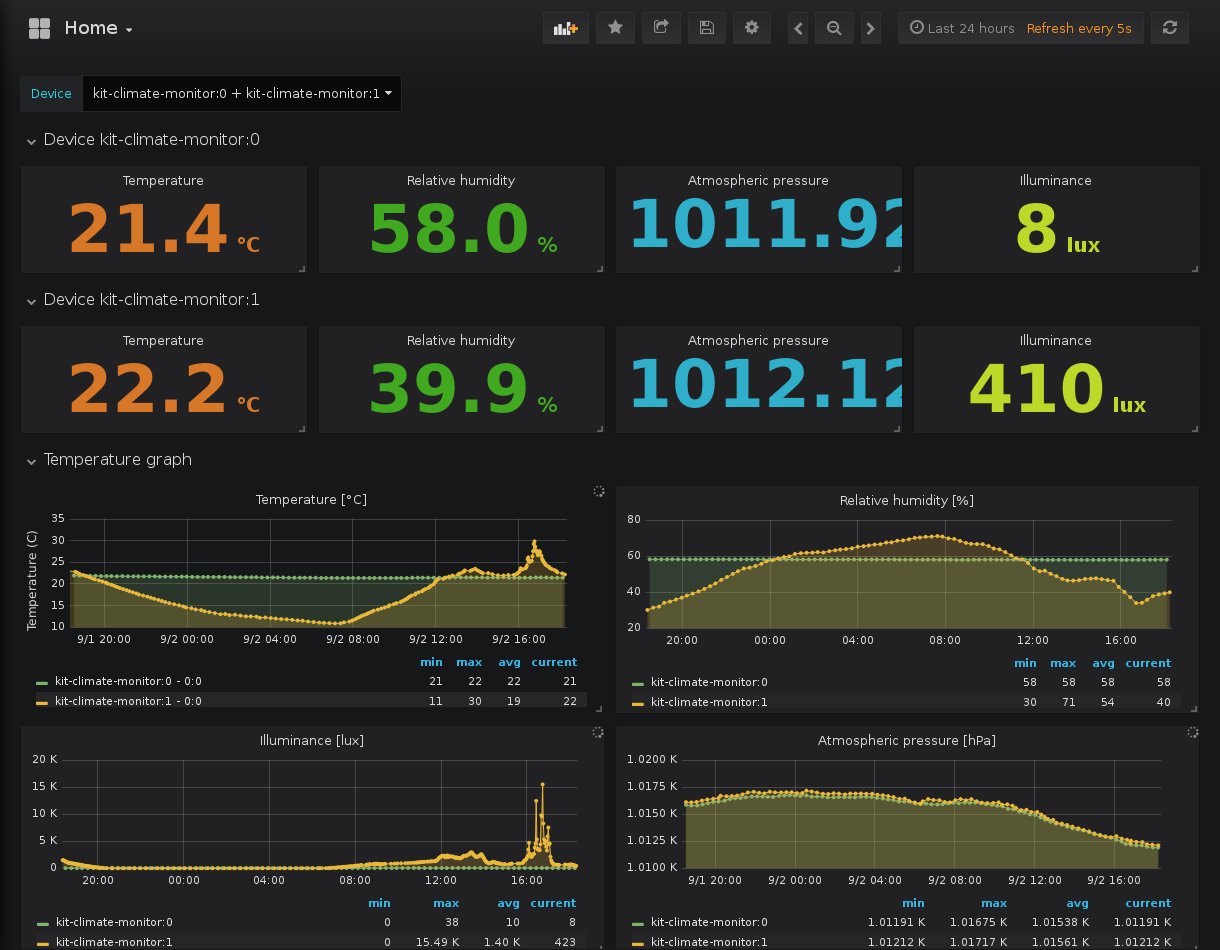 Home
Last 24 hours Refresh every 5s
Device kit-climate-monitor:0 + kit-climate-monitor:1
Device kit-climate-monitor:0
Temperature Relative humidity Atmospheric pressure Illuminance
21.4 °C 58.0 % 1011.92 8 lux
Device kit-climate-monitor:1
Temperature Relative humidity Atmospheric pressure Illuminance
22.2 °C 39.9 % 1012.12 410 lux
Temperature graph
Temperature [°C]
Temperature (C)
35
30
25
20
15
10
9/1 20:00 9/2 00:00 9/2 04:00 9/2 08:00 9/2 12:00 9/2 16:00
min max avg current
kit-climate-monitor:0 - 0:0 21 22 22 21
kit-climate-monitor:1 - 0:0 11 30 19 22
Relative humidity [%]
80
60
40
20
20:00 00:00 04:00 08:00 12:00 16:00
min max avg current
kit-climate-monitor:0 58 58 58 58
kit-climate-monitor:1 30 71 54 40
Illuminance [lux]
20 K
15 K
10 K
5 K
0
20:00 00:00 04:00 08:00 12:00 16:00
min max avg current
kit-climate-monitor:0 0 38 10 8
kit-climate-monitor:1 0 15.49 K 1.40 K 423
Atmospheric pressure [hPa]
1.0200 K
1.0175 K
1.0150 K
1.0125 K
1.0100 K
9/1 20:00 9/2 00:00 9/2 04:00 9/2 08:00 9/2 12:00 9/2 16:00
min max avg current
kit-climate-monitor:0 1.01191 K 1.01675 K 1.01538 K 1.01191 K
kit-climate-monitor:1 1.01212 K 1.01717 K 1.01561 K 1.01212 K